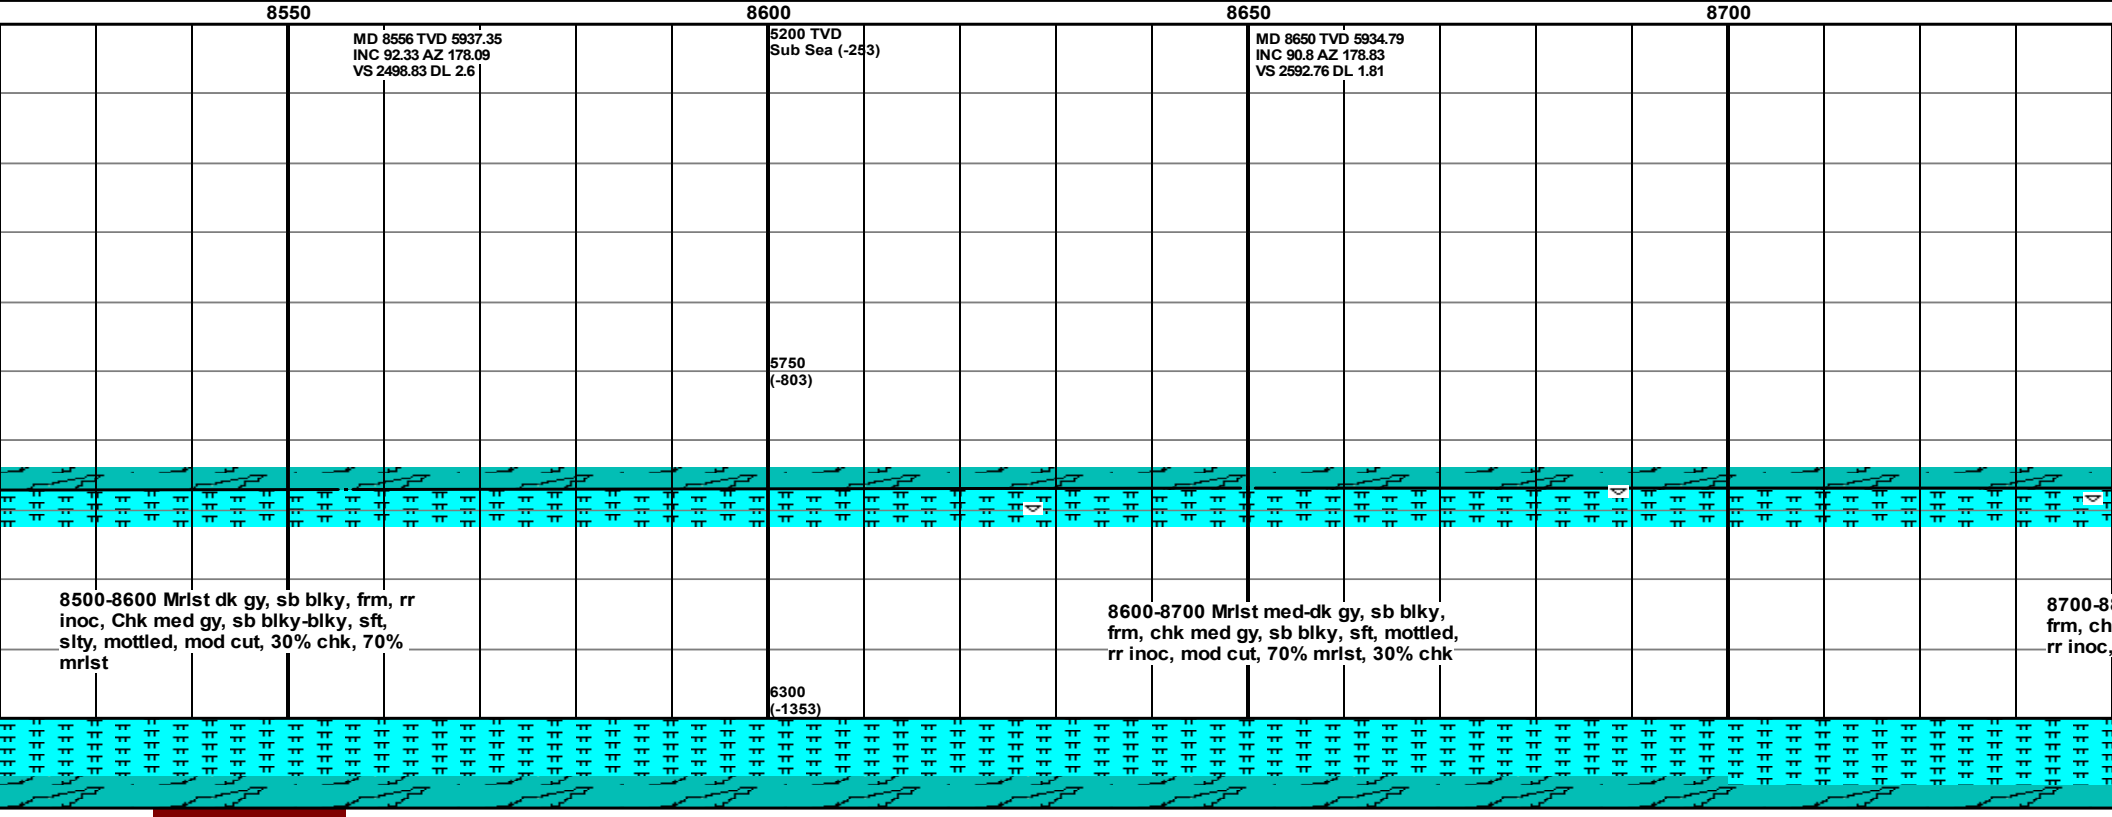 8550
8600
8650
8700
MD 8556 TVD 5937.35
INC 92.33 AZ 178.09
VS 2498.83 DL 2.6
5200 TVD
Sub Sea (-253)
MD 8650 TVD 5934.79
INC 90.8 AZ 178.83
VS 2592.76 DL 1.81
5750
(-803)
8500-8600 Mrlst dk gy, sb blky, frm, rr
inoc, Chk med gy, sb blky-blky, sft,
slty, mottled, mod cut, 30% chk, 70%
mrlst
8600-8700 Mrlst med-dk gy, sb blky,
frm, chk med gy, sb blky, sft, mottled,
rr inoc, mod cut, 70% mrlst, 30% chk
8700-8
frm, ch
rr inoc,
6300
(-1353)